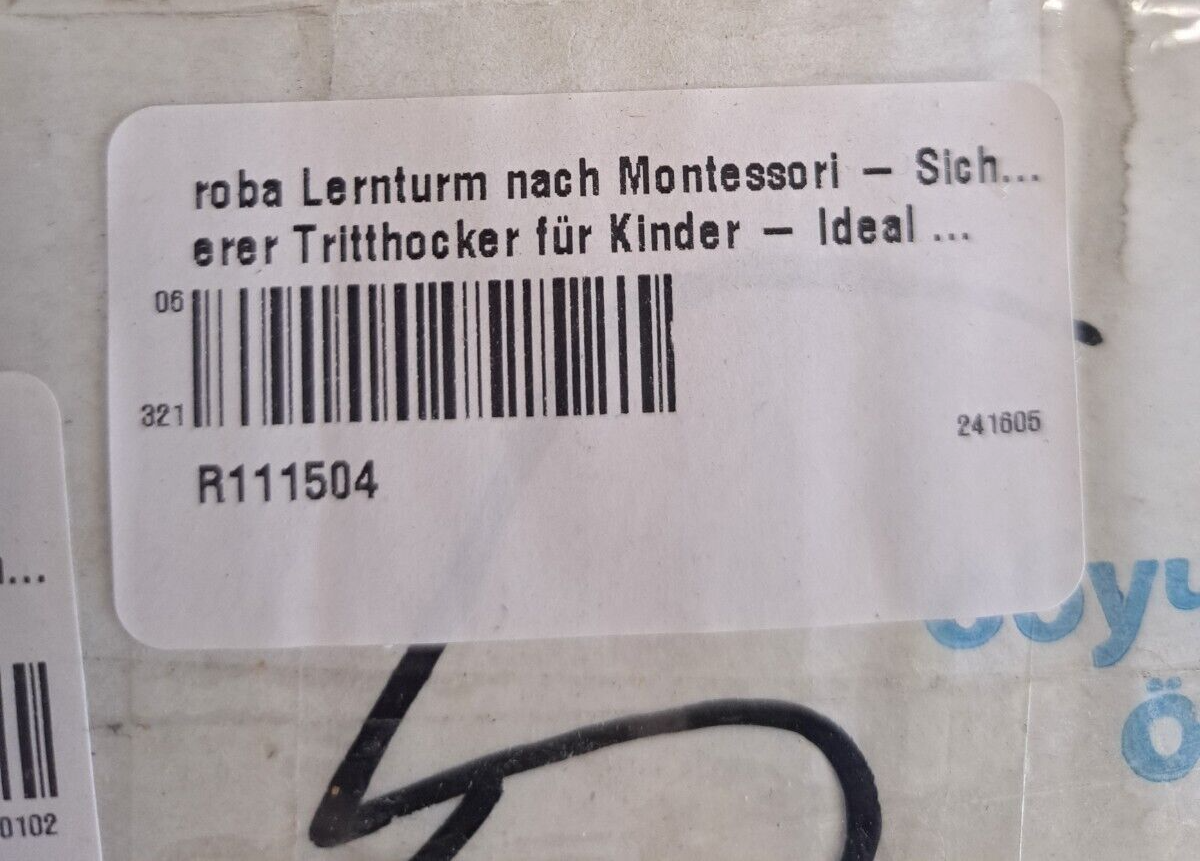 roba Lernturm nach Montessori – Sich...
erer Tritthocker für Kinder – Ideal ...
06
321
241605
R111504
0102
Ö